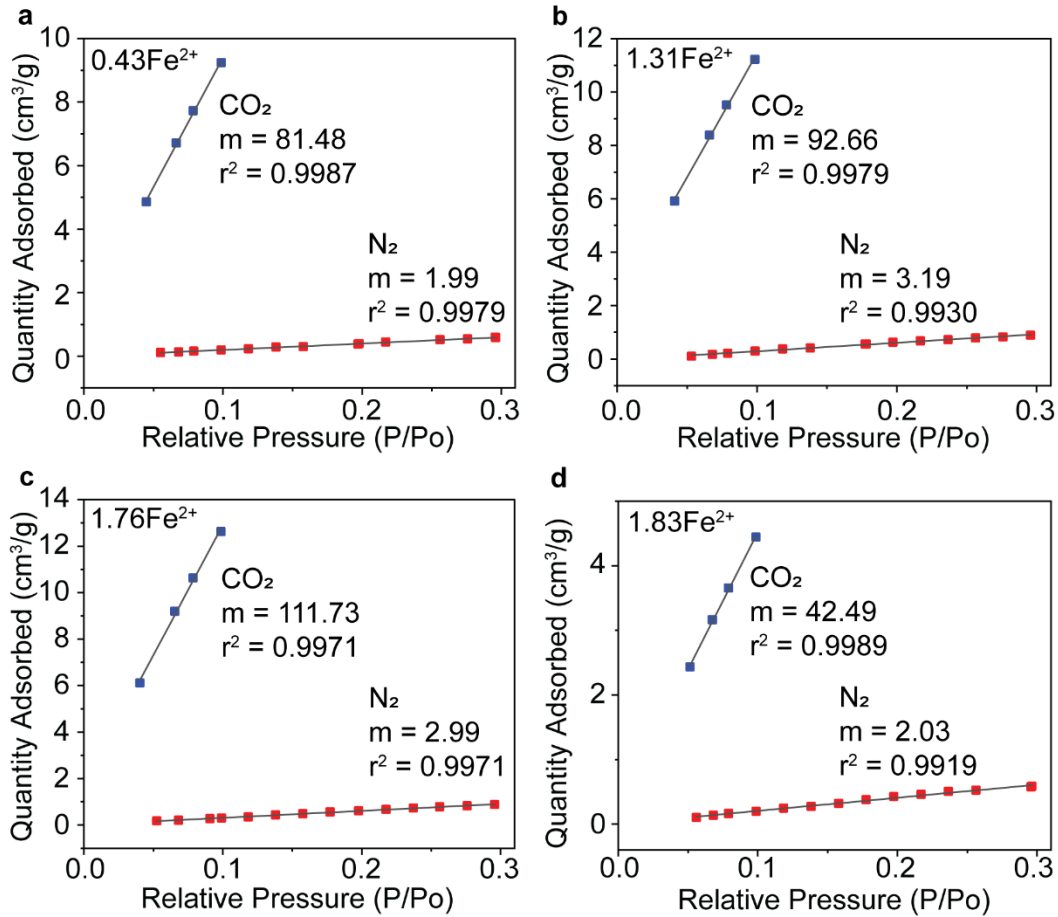 a
10
8
6
4
2
0
Quantity Adsorbed (cm³/g)
0.43Fe²⁺
CO₂
m = 81.48
r² = 0.9987
N₂
m = 1.99
r² = 0.9979
0.0 0.1 0.2 0.3
Relative Pressure (P/Po)
b
12
10
8
6
4
2
0
Quantity Adsorbed (cm³/g)
1.31Fe²⁺
CO₂
m = 92.66
r² = 0.9979
N₂
m = 3.19
r² = 0.9930
0.0 0.1 0.2 0.3
Relative Pressure (P/Po)
c
14
12
10
8
6
4
2
0
Quantity Adsorbed (cm³/g)
1.76Fe²⁺
CO₂
m = 111.73
r² = 0.9971
N₂
m = 2.99
r² = 0.9971
0.0 0.1 0.2 0.3
Relative Pressure (P/Po)
d
4
2
0
Quantity Adsorbed (cm³/g)
1.83Fe²⁺
CO₂
m = 42.49
r² = 0.9989
N₂
m = 2.03
r² = 0.9919
0.0 0.1 0.2 0.3
Relative Pressure (P/Po)